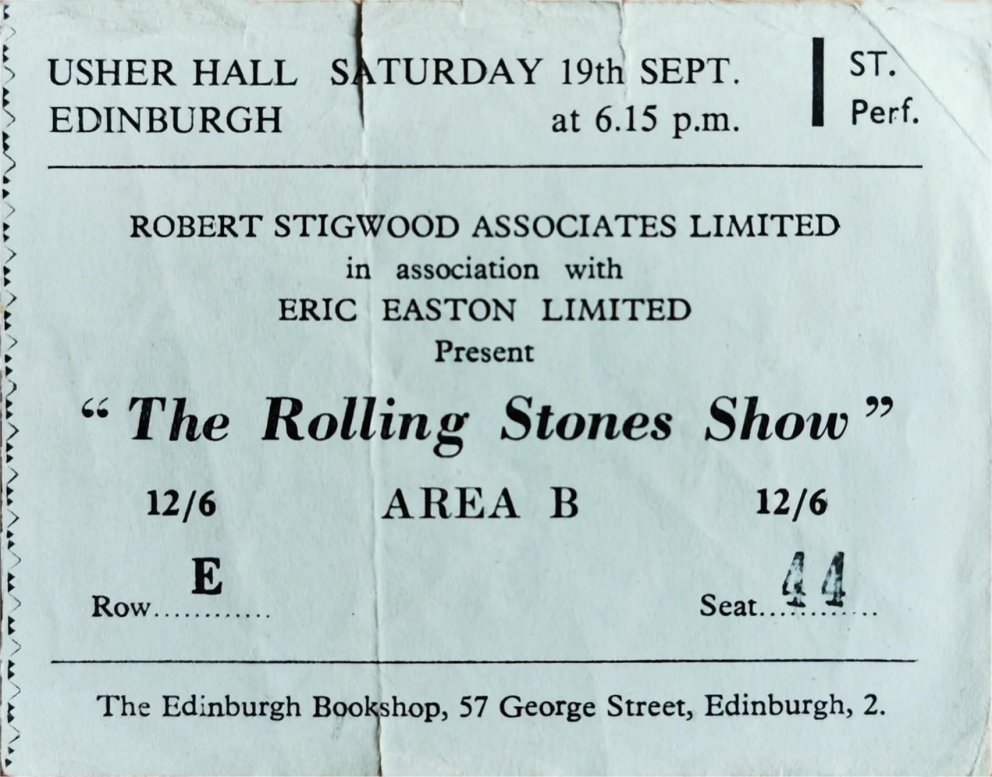 USHER HALL SATURDAY 19th SEPT. 1ST.
EDINBURGH at 6.15 p.m. Perf.
ROBERT STIGWOOD ASSOCIATES LIMITED
in association with
ERIC EASTON LIMITED
Present
“The Rolling Stones Show”
12/6 AREA B 12/6
Row............ E Seat............ 44
The Edinburgh Bookshop, 57 George Street, Edinburgh, 2.